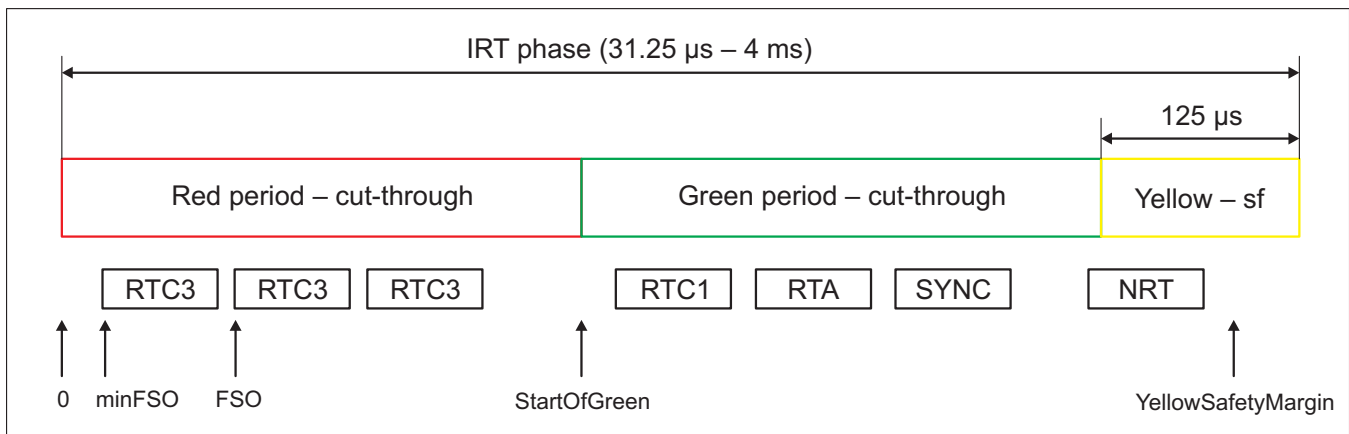 IRT phase (31.25 μs – 4 ms)
125 μs
Red period – cut-through
Green period – cut-through
Yellow – sf
RTC3
RTC3
RTC3
RTC1
RTA
SYNC
NRT
0
minFSO
FSO
StartOfGreen
YellowSafetyMargin